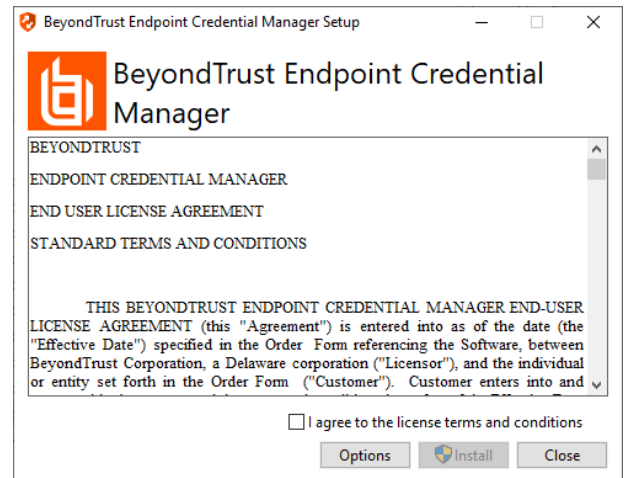 BeyondTrust Endpoint Credential Manager Setup
BeyondTrust Endpoint Credential
Manager
BEYONDTRUST
ENDPOINT CREDENTIAL MANAGER
END USER LICENSE AGREEMENT
STANDARD TERMS AND CONDITIONS
THIS BEYONDTRUST ENDPOINT CREDENTIAL MANAGER END-USER
LICENSE AGREEMENT (this "Agreement") is entered into as of the date (the
"Effective Date") specified in the Order Form referencing the Software, between
BeyondTrust Corporation, a Delaware corporation ("Licensor"), and the individual
or entity set forth in the Order Form ("Customer"). Customer enters into and
I agree to the license terms and conditions
Options
Install
Close